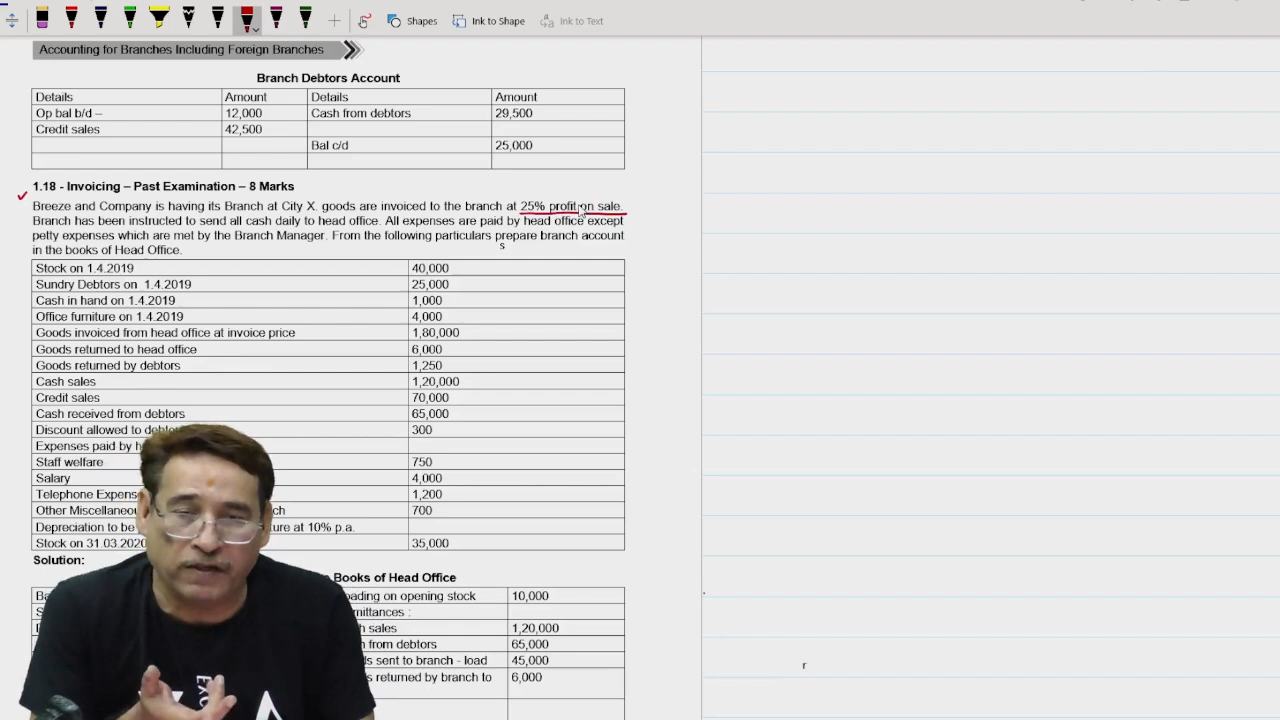 Shapes Ink to Shape Ink to Text
Accounting for Branches Including Foreign Branches
Branch Debtors Account
Details Amount Details Amount
Op bal b/d – 12,000 Cash from debtors 29,500
Credit sales 42,500
Bal c/d 25,000
1.18 - Invoicing – Past Examination – 8 Marks
Breeze and Company is having its Branch at City X. goods are invoiced to the branch at 25% profit on sale.
Branch has been instructed to send all cash daily to head office. All expenses are paid by head office except
petty expenses which are met by the Branch Manager. From the following particulars prepare branch account
s
in the books of Head Office.
Stock on 1.4.2019 40,000
Sundry Debtors on 1.4.2019 25,000
Cash in hand on 1.4.2019 1,000
Office furniture on 1.4.2019 4,000
Goods invoiced from head office at invoice price 1,80,000
Goods returned to head office 6,000
Goods returned by debtors 1,250
Cash sales 1,20,000
Credit sales 70,000
Cash received from debtors 65,000
Discount allowed to 300
Expenses paid by
Staff welfare 750
Salary 4,000
Telephone 1,200
Other 700
Depreciation to be at 10% p.a.
Stock on 31.03.2020 35,000
Solution:
Books of Head Office
on opening stock 10,000
:
sales 1,20,000
from debtors 65,000
sent to branch - load 45,000
returned by branch to 6,000
r